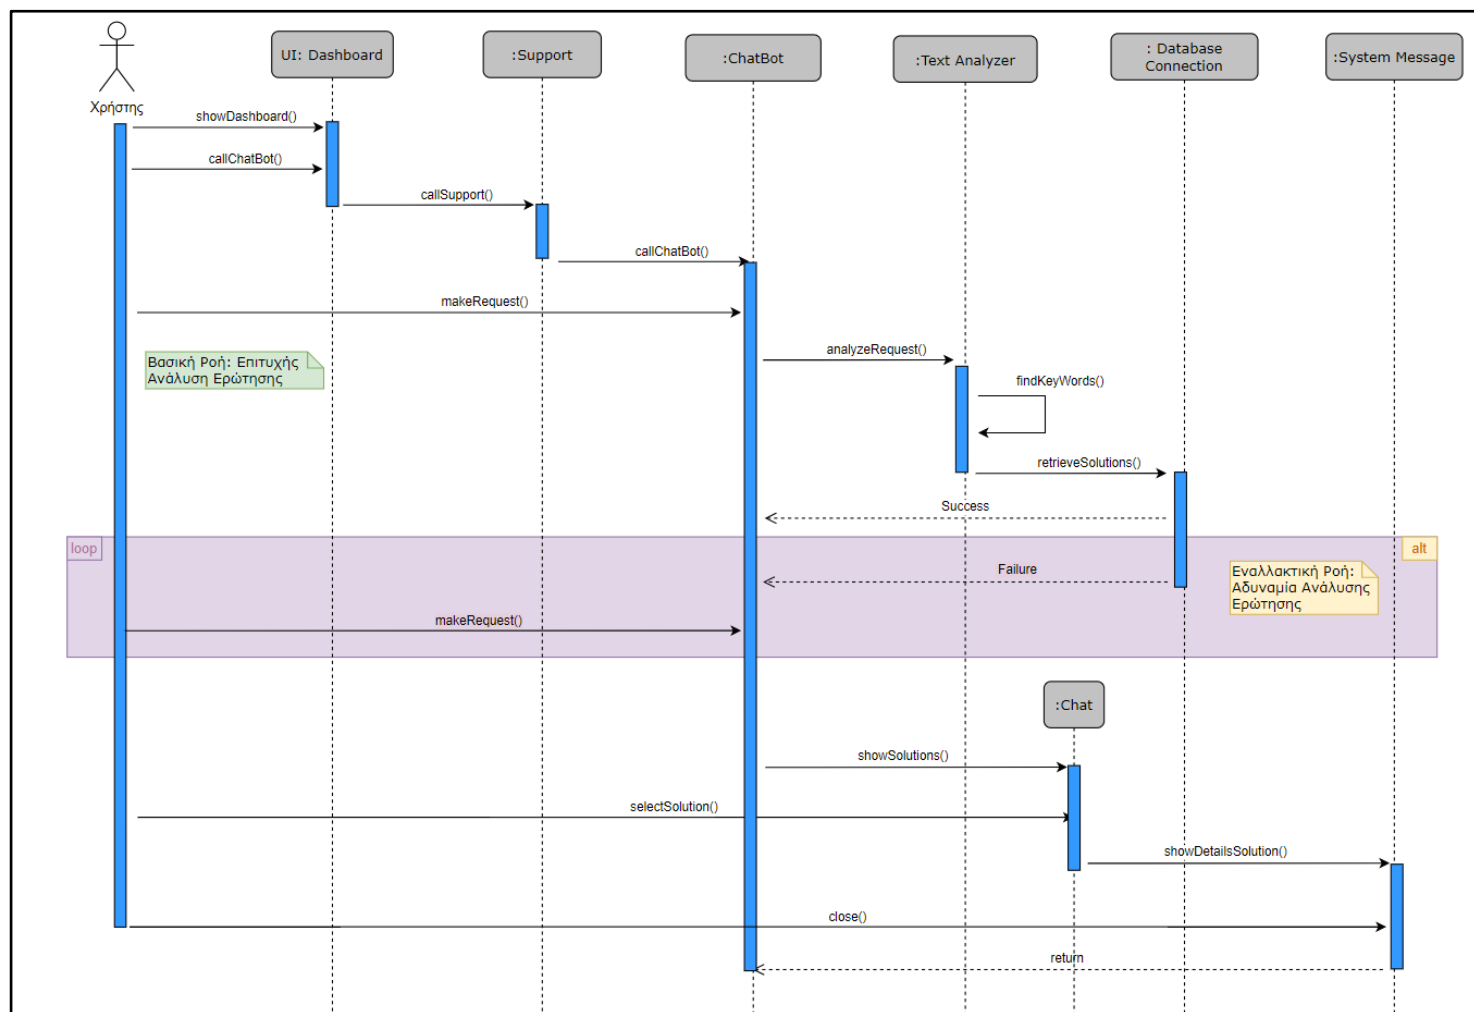 UI: Dashboard
:Support
:ChatBot
:Text Analyzer
: Database
Connection
:System Message
Χρήστης
showDashboard()
callChatBot()
callSupport()
callChatBot()
makeRequest()
Βασική Ροή: Επιτυχής
Ανάλυση Ερώτησης
analyzeRequest()
findKeyWords()
retrieveSolutions()
Success
loop
alt
Failure
Εναλλακτική Ροή:
Αδυναμία Ανάλυσης
Ερώτησης
makeRequest()
:Chat
showSolutions()
selectSolution()
showDetailsSolution()
close()
return